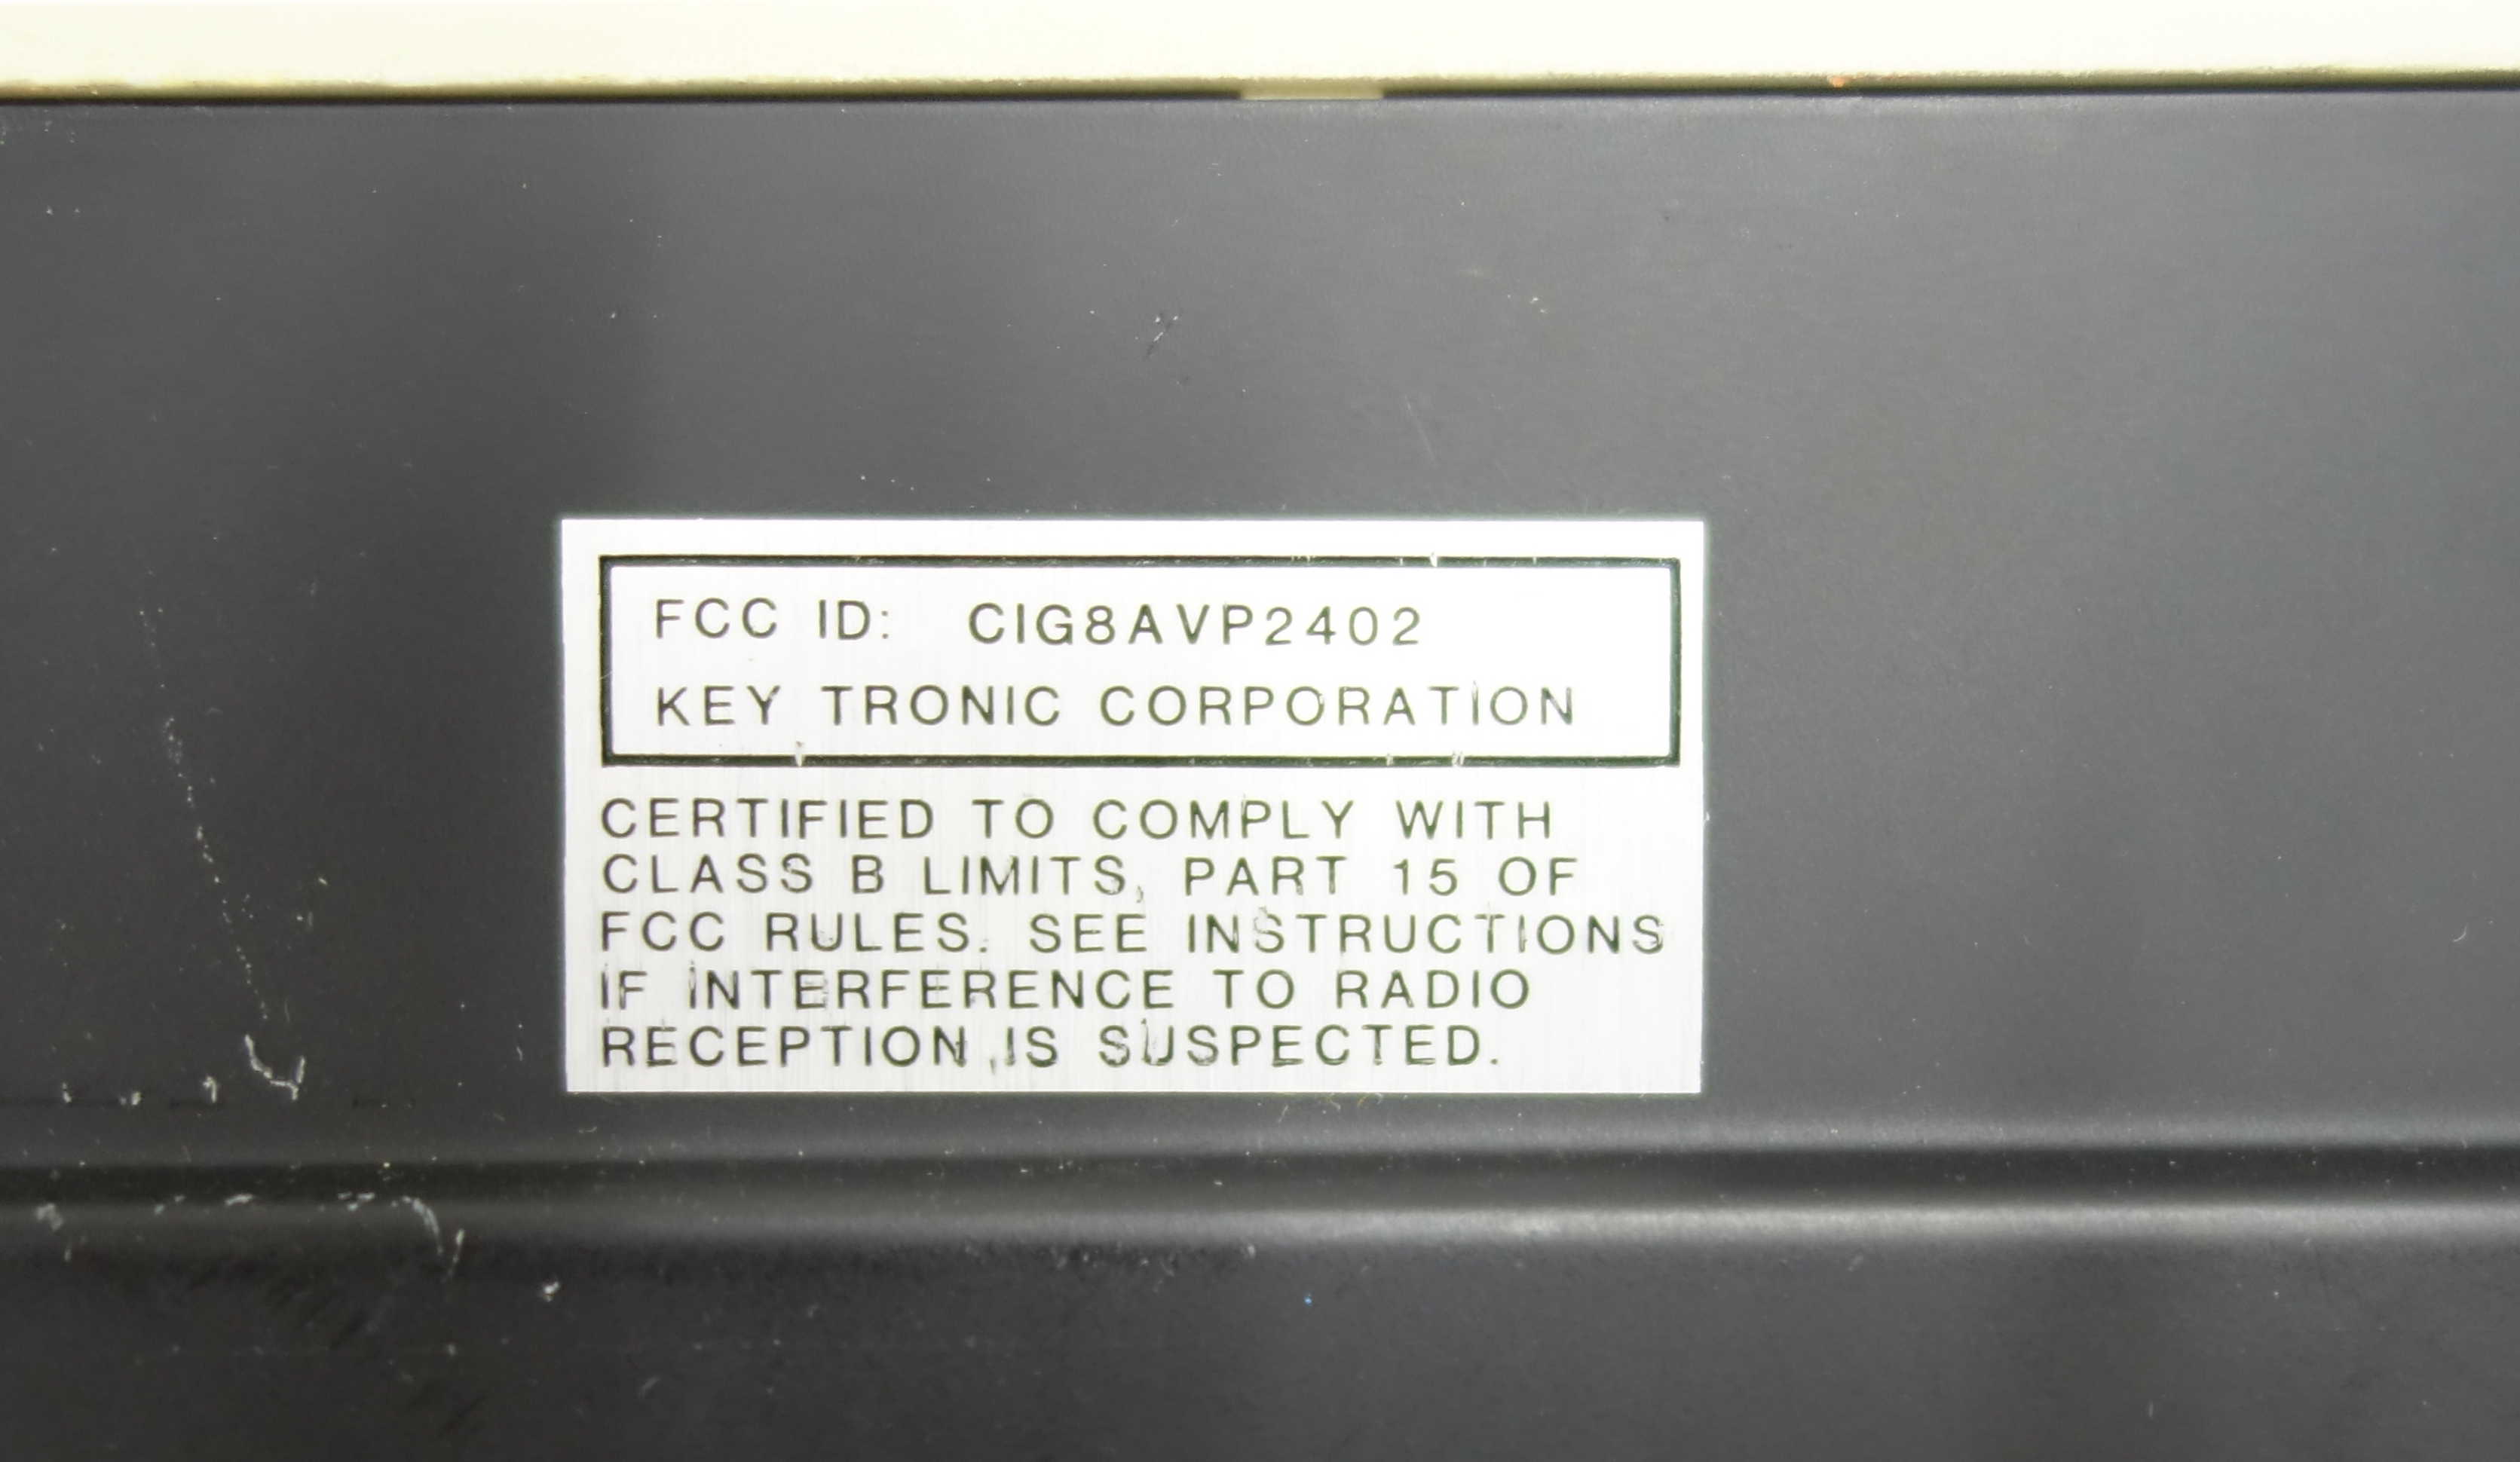 FCC ID: CIG8AVP2402
KEY TRONIC CORPORATION
CERTIFIED TO COMPLY WITH
CLASS B LIMITS, PART 15 OF
FCC RULES. SEE INSTRUCTIONS
IF INTERFERENCE TO RADIO
RECEPTION IS SUSPECTED.